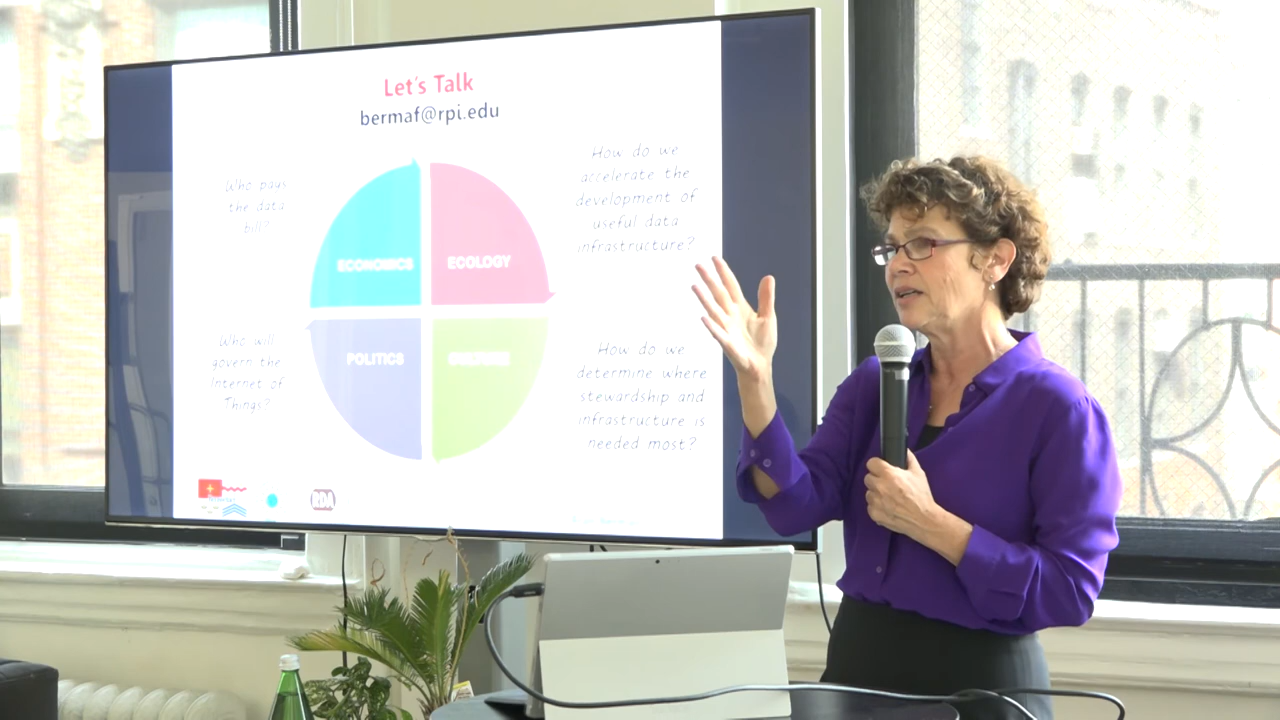 Let's Talk
bermaf@rpi.edu
Who pays
the data
bill?
How do we
accelerate the
development of
useful data
infrastructure?
ECONOMICS
ECOLOGY
POLITICS
Who will
govern the
Internet of
Things?
How do we
determine where
stewardship and
infrastructure is
needed most?
RDA